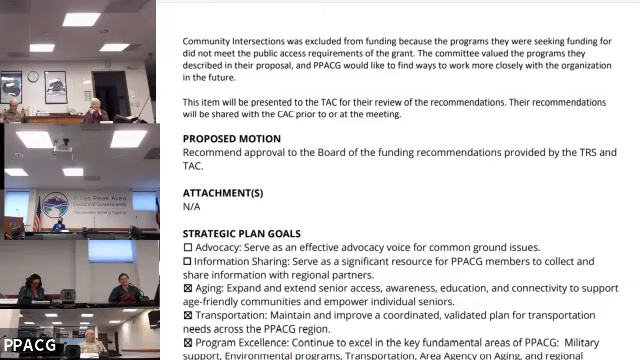 Community Intersections was excluded from funding because the programs they were seeking funding for
did not meet the public access requirements of the grant. The committee valued the programs they
described in their proposal, and PPACG would like to find ways to work more closely with the organization
in the future.
This item will be presented to the TAC for their review of the recommendations. Their recommendations
will be shared with the CAC prior to or at the meeting.
PROPOSED MOTION
Recommend approval to the Board of the funding recommendations provided by the TRS and
TAC.
ATTACHMENT(S)
N/A
STRATEGIC PLAN GOALS
☐ Advocacy: Serve as an effective advocacy voice for common ground issues.
☐ Information Sharing: Serve as a significant resource for PPACG members to collect and
share information with regional partners.
☒ Aging: Expand and extend senior access, awareness, education, and connectivity to support
age-friendly communities and empower individual seniors.
☒ Transportation: Maintain and improve a coordinated, validated plan for transportation
needs across the PPACG region.
☒ Program Excellence: Continue to excel in the key fundamental areas of PPACG: Military
support, Environmental programs, Transportation, Area Agency on Aging, and regional
Pikes Peak Area
PPACG